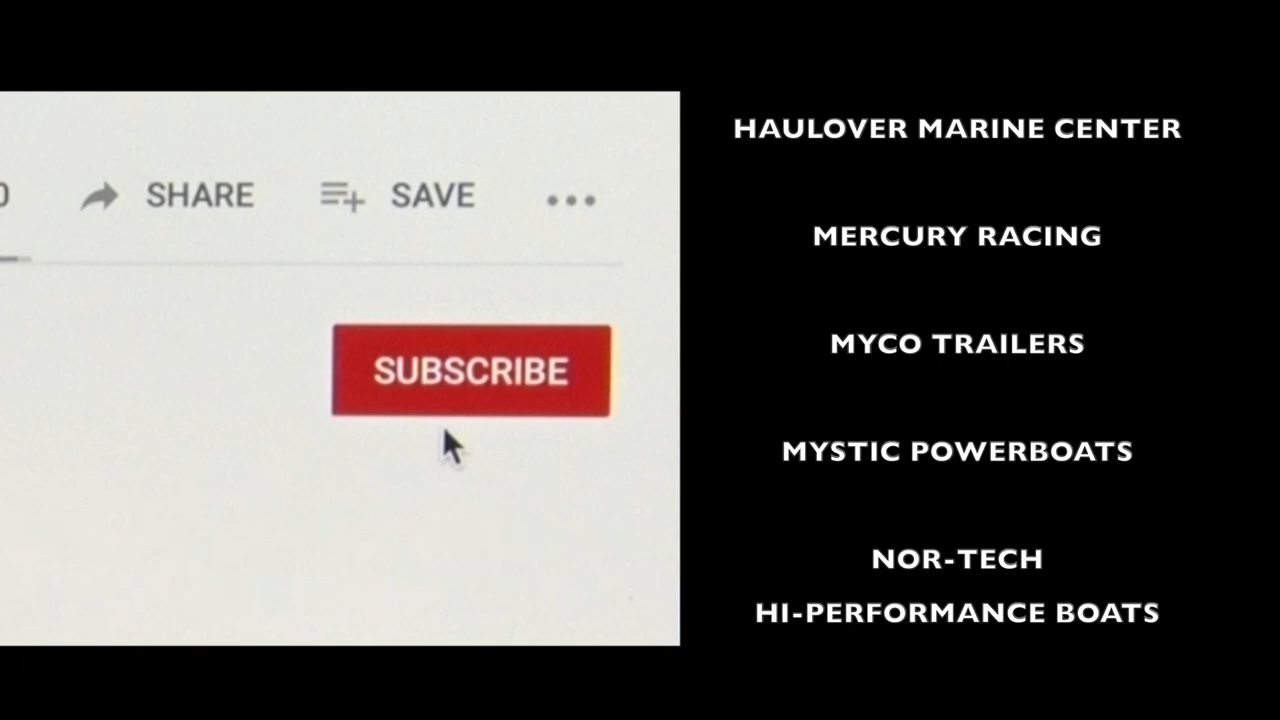 SHARE
SAVE
SUBSCRIBE
HAULOVER MARINE CENTER
MERCURY RACING
MYCO TRAILERS
MYSTIC POWERBOATS
NOR-TECH
HI-PERFORMANCE BOATS